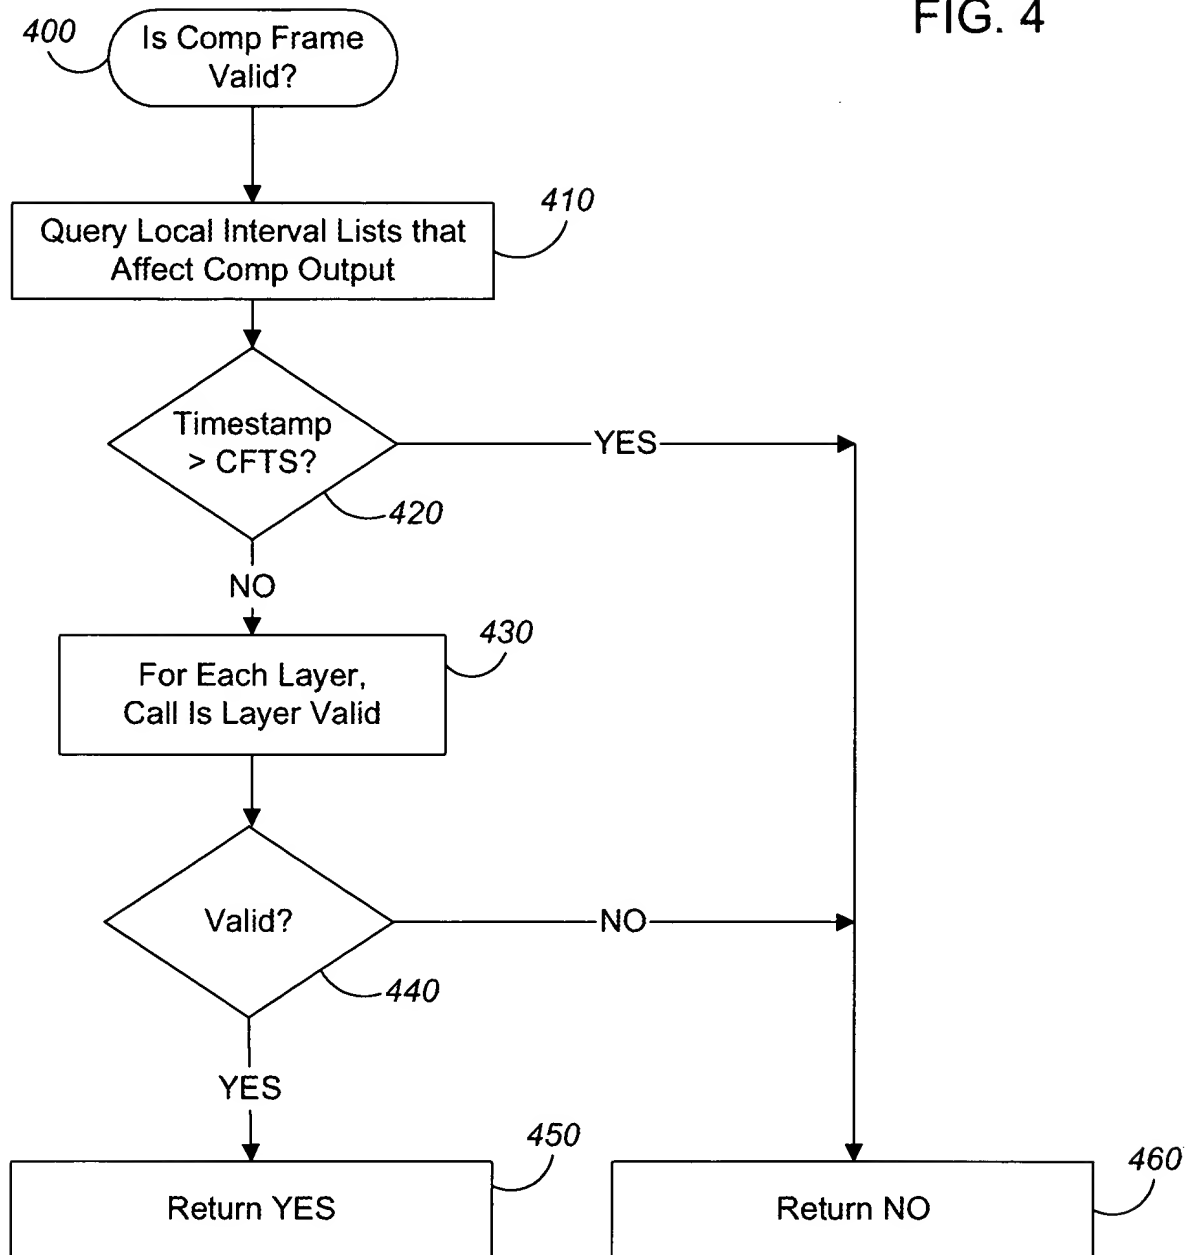 FIG. 4
400
Is Comp Frame
Valid?
410
Query Local Interval Lists that
Affect Comp Output
Timestamp
> CFTS?
YES
420
NO
430
For Each Layer,
Call Is Layer Valid
Valid?
NO
440
YES
450
Return YES
460
Return NO